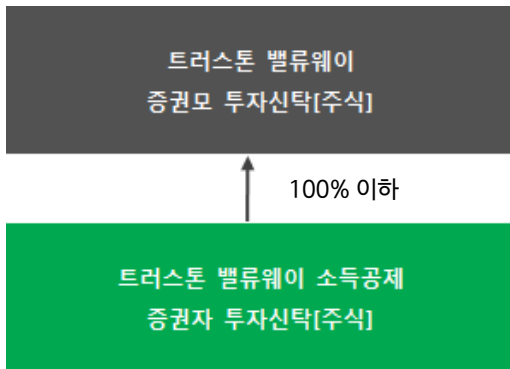 트러스톤 밸류웨이
증권모 투자신탁[주식]
100% 이하
트러스톤 밸류웨이 소득공제
증권자 투자신탁[주식]